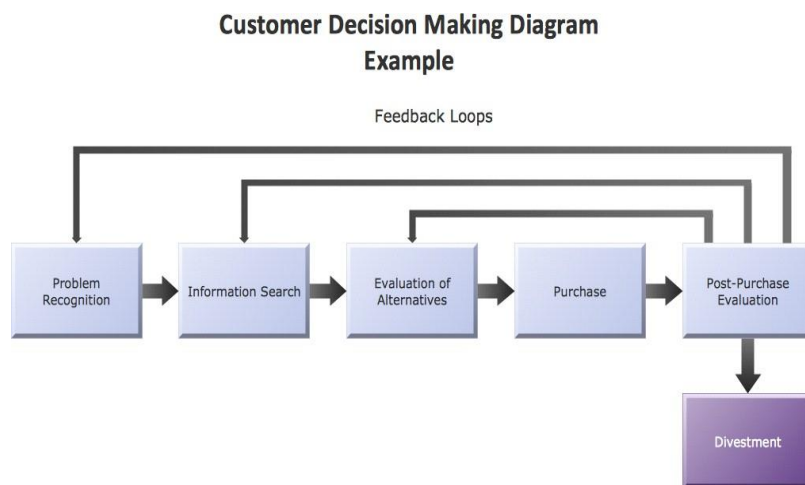 Customer Decision Making Diagram
Example
Feedback Loops
Problem
Recognition
Information Search
Evaluation of
Alternatives
Purchase
Post-Purchase
Evaluation
Divestment